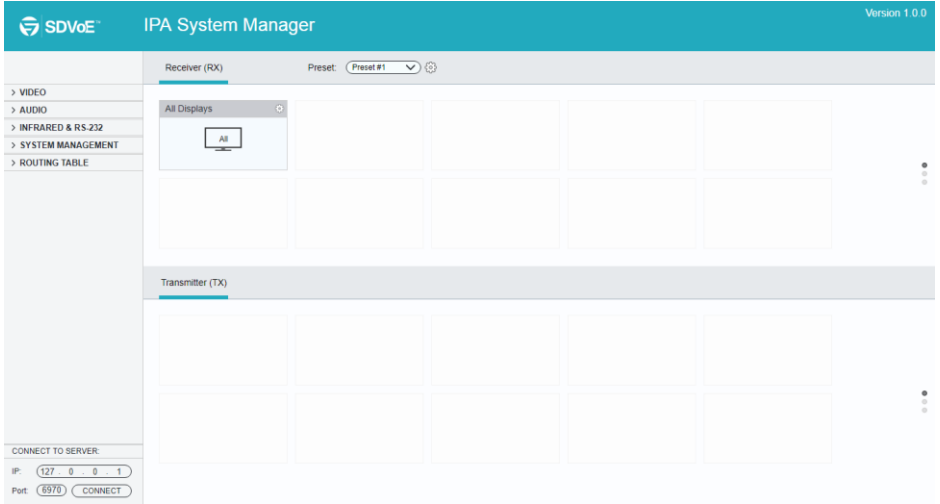 SDVoE™
IPA System Manager
Version 1.0.0
Receiver (RX)
Preset: Preset #1
> VIDEO
> AUDIO
> INFRARED & RS-232
> SYSTEM MANAGEMENT
> ROUTING TABLE
All Displays
All
Transmitter (TX)
CONNECT TO SERVER:
IP: 127 . 0 . 0 . 1
Port: 6970 CONNECT